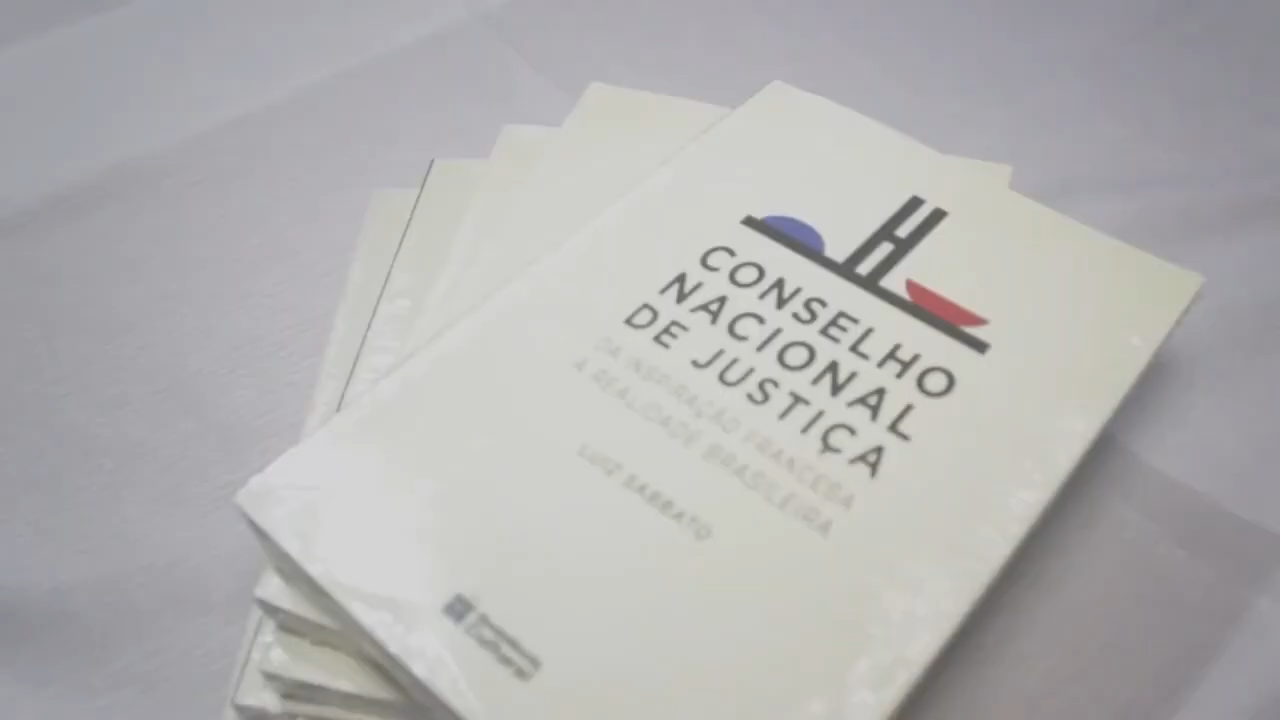 CONSELHO
NACIONAL
DE JUSTIÇA
DA INSPIRAÇÃO FRANCESA
À REALIDADE BRASILEIRA
LUIZ SABBATO